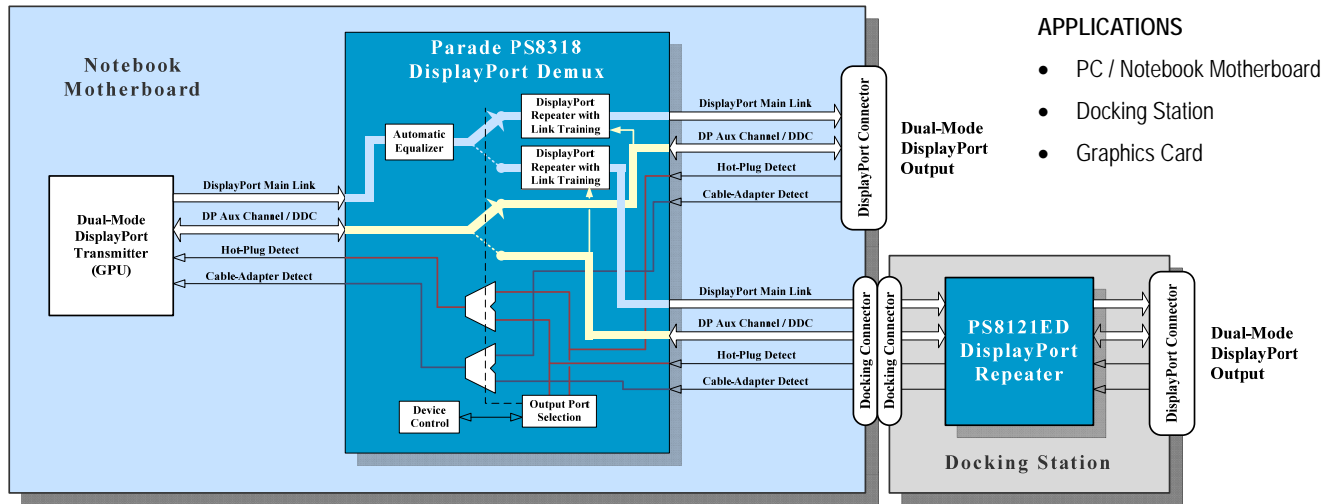 Notebook
Motherboard
Parade PS8318
DisplayPort Demux
Automatic
Equalizer
DisplayPort
Repeater with
Link Training
DisplayPort
Repeater with
Link Training
DisplayPort Main Link
DP Aux Channel / DDC
Hot-Plug Detect
Cable-Adapter Detect
DisplayPort Connector
Dual-Mode
DisplayPort
Output
APPLICATIONS
• PC / Notebook Motherboard
• Docking Station
• Graphics Card
Dual-Mode
DisplayPort
Transmitter
(GPU)
DisplayPort Main Link
DP Aux Channel / DDC
Hot-Plug Detect
Cable-Adapter Detect
Device
Control
Output Port
Selection
DisplayPort Main Link
DP Aux Channel / DDC
Hot-Plug Detect
Cable-Adapter Detect
Docking Connector
Docking Connector
PS8121ED
DisplayPort
Repeater
DisplayPort Connector
Dual-Mode
DisplayPort
Output
Docking Station